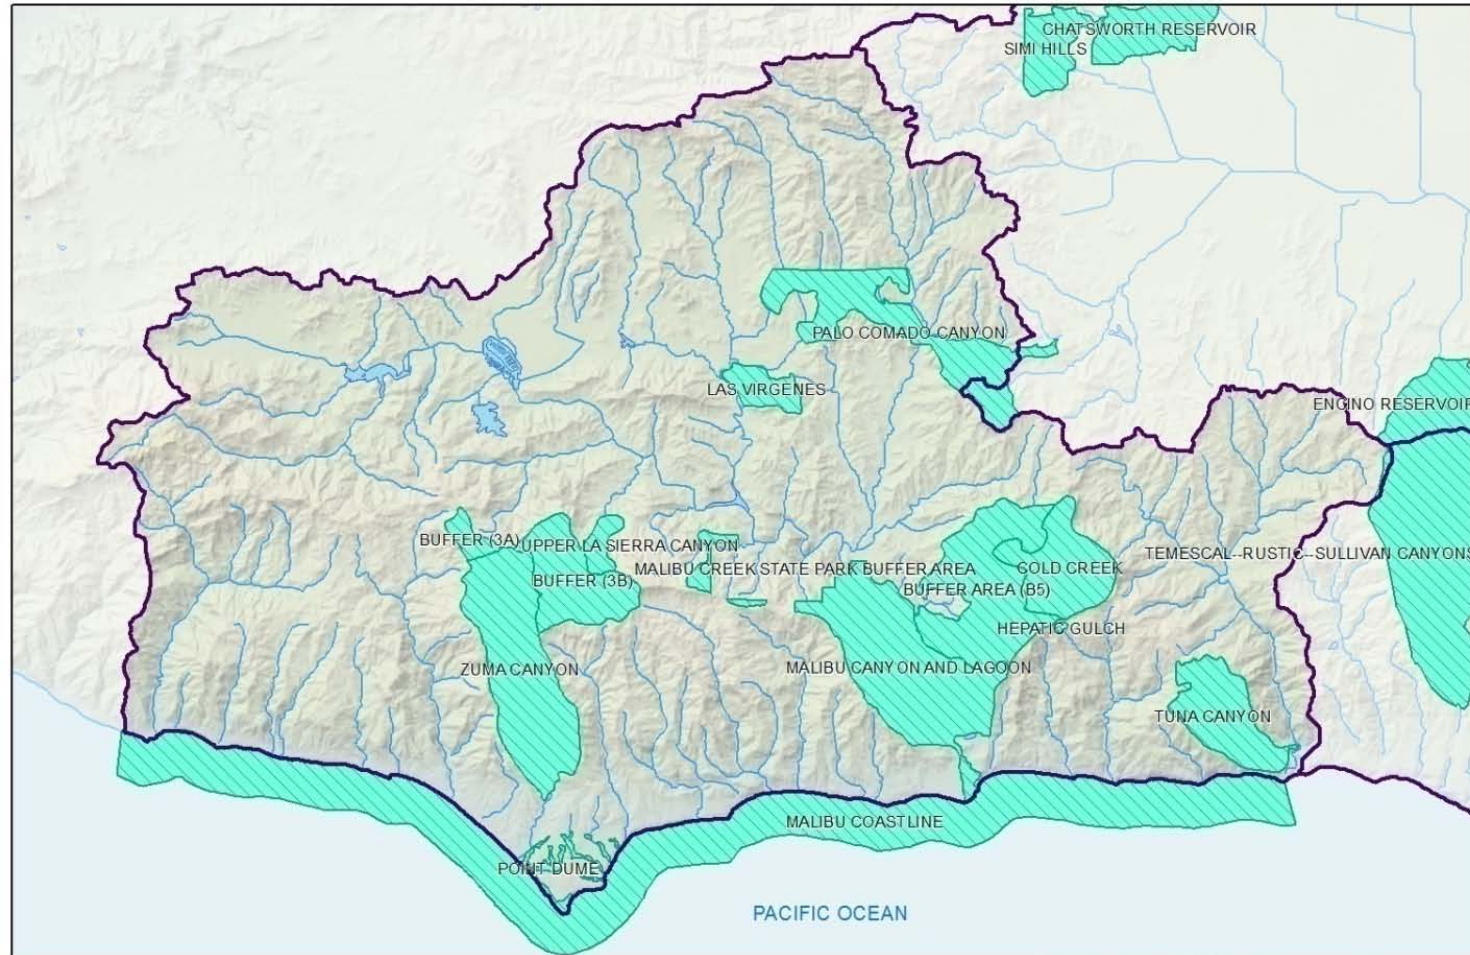 CHATSWORTH RESERVOIR
SIMI HILLS
PALO COMADO CANYON
LAS VIRGENES
ENCINO RESERVOIR
BUFFER (3A)
UPPER LA SIERRA CANYON
TEMESCAL--RUSTIC--SULLIVAN CANYONS
MALIBU CREEK STATE PARK BUFFER AREA
COLD CREEK
BUFFER (3B)
BUFFER AREA (B5)
HEPATIC GULCH
ZUMA CANYON
MALIBU CANYON AND LAGOON
TUNA CANYON
MALIBU COASTLINE
POINT DUME
PACIFIC OCEAN